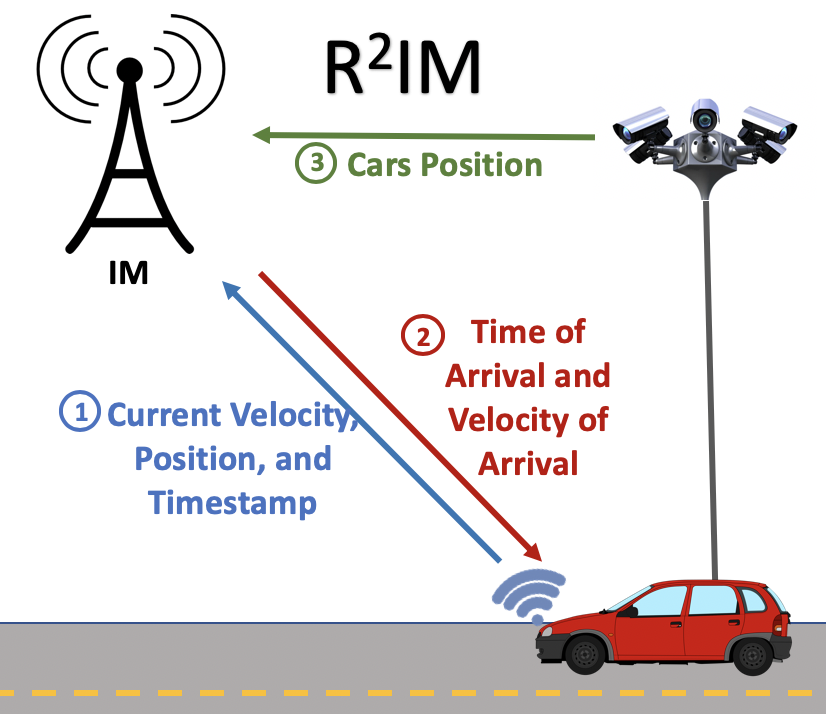 R²IM
3 Cars Position
IM
2 Time of
Arrival and
Velocity of
Arrival
1 Current Velocity,
Position, and
Timestamp